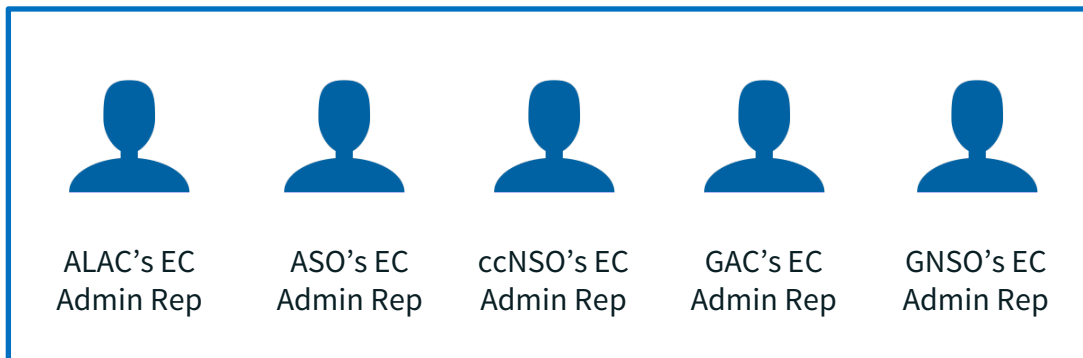 ALAC’s EC
Admin Rep
ASO’s EC
Admin Rep
ccNSO’s EC
Admin Rep
GAC’s EC
Admin Rep
GNSO’s EC
Admin Rep